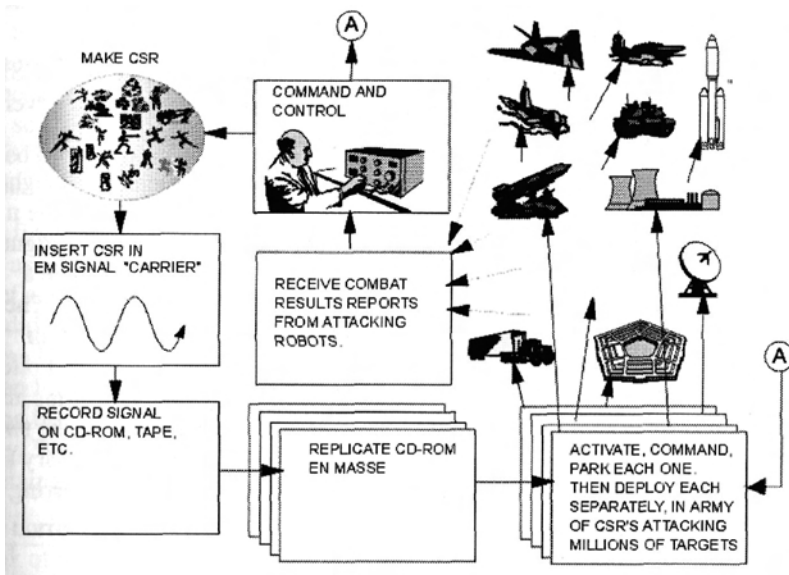 A
MAKE CSR
COMMAND AND
CONTROL
INSERT CSR IN
EM SIGNAL "CARRIER"
RECEIVE COMBAT
RESULTS REPORTS
FROM ATTACKING
ROBOTS.
A
RECORD SIGNAL
ON CD-ROM, TAPE,
ETC.
REPLICATE CD-ROM
EN MASSE
ACTIVATE, COMMAND,
PARK EACH ONE.
THEN DEPLOY EACH
SEPARATELY, IN ARMY
OF CSR'S ATTACKING
MILLIONS OF TARGETS